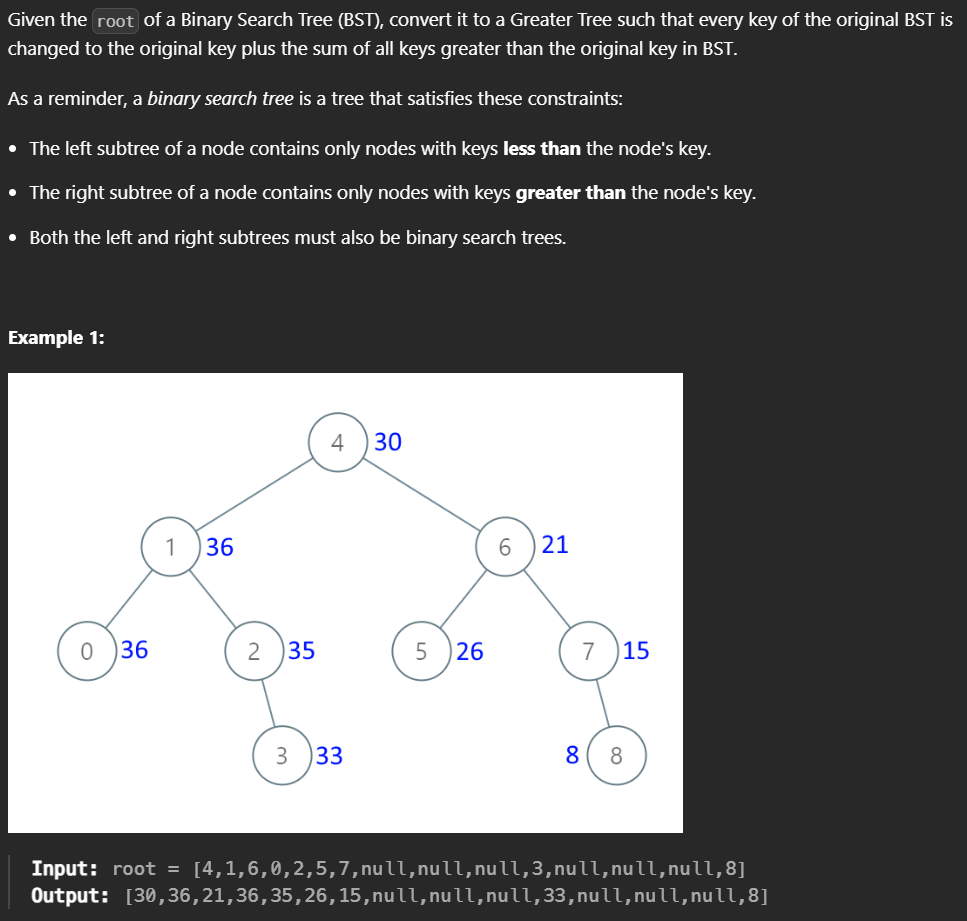 Given the root of a Binary Search Tree (BST), convert it to a Greater Tree such that every key of the original BST is
changed to the original key plus the sum of all keys greater than the original key in BST.
As a reminder, a binary search tree is a tree that satisfies these constraints:
• The left subtree of a node contains only nodes with keys less than the node's key.
• The right subtree of a node contains only nodes with keys greater than the node's key.
• Both the left and right subtrees must also be binary search trees.
Example 1:
4 30
1 36 6 21
0 36 2 35 5 26 7 15
3 33 8 8
Input: root = [4,1,6,0,2,5,7,null,null,null,3,null,null,null,8]
Output: [30,36,21,36,35,26,15,null,null,null,33,null,null,null,8]